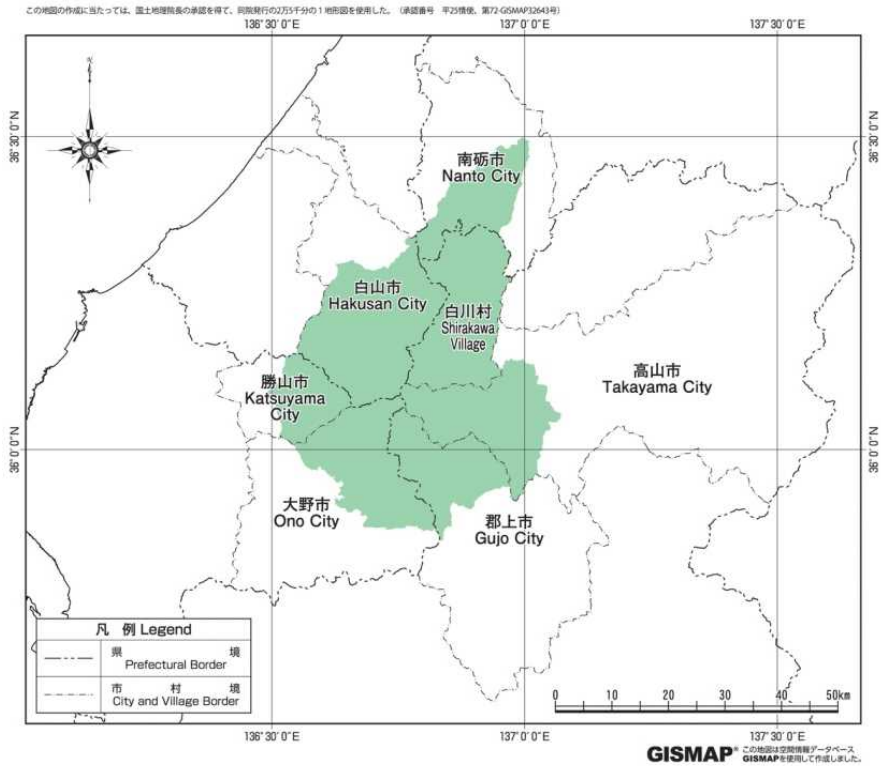 この地図の作成に当たっては、国土地理院長の承認を得て、同院発行の2万5千分の1地形図を使用した。（承認番号 平25情使、第72-GISMAP32643号）
136°30'0"E
137°0'0"E
137°30'0"E
36°30'0"N
36°30'0"N
N
南砺市
Nanto City
白山市
Hakusan City
白川村
Shirakawa
Village
勝山市
Katsuyama
City
高山市
Takayama City
36°0'0"N
36°0'0"N
大野市
Ono City
郡上市
Gujo City
凡 例 Legend
県 境
Prefectural Border
市 村 境
City and Village Border
0 10 20 30 40 50km
136°30'0"E
137°0'0"E
137°30'0"E
GISMAP® この地図は空間情報データベース
GISMAPを使用して作成しました。